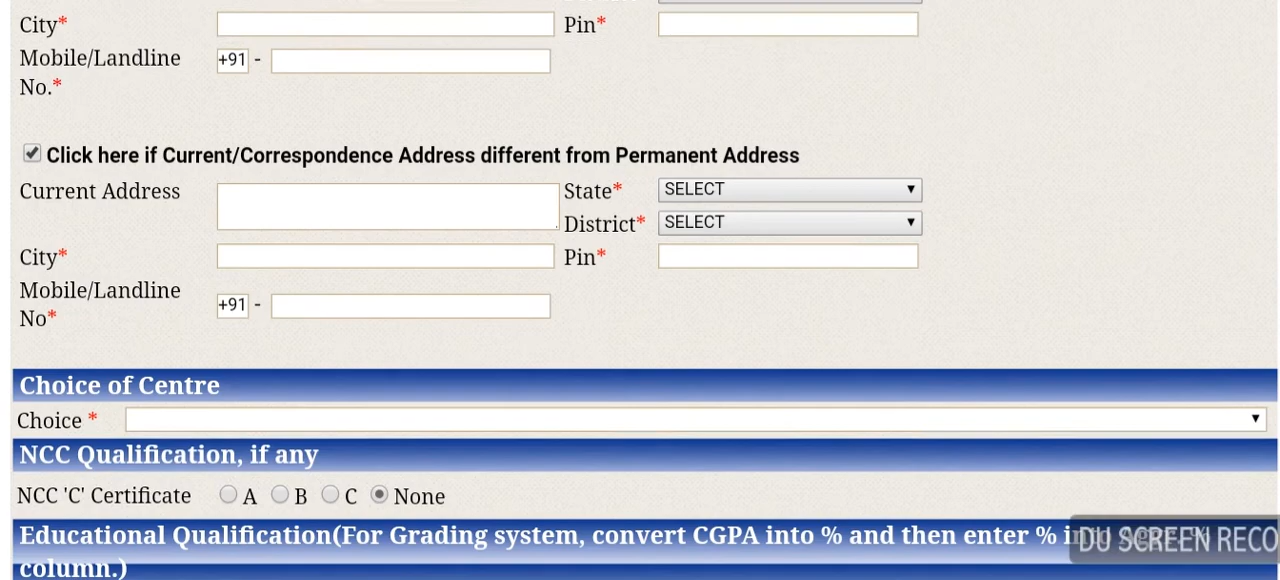 City* Pin*
Mobile/Landline No.* +91 -
Click here if Current/Correspondence Address different from Permanent Address
Current Address State* SELECT
District* SELECT
City* Pin*
Mobile/Landline No* +91 -
Choice of Centre
Choice *
NCC Qualification, if any
NCC 'C' Certificate A B C None
Educational Qualification(For Grading system, convert CGPA into % and then enter % into
column.)
DU SCREEN RECO